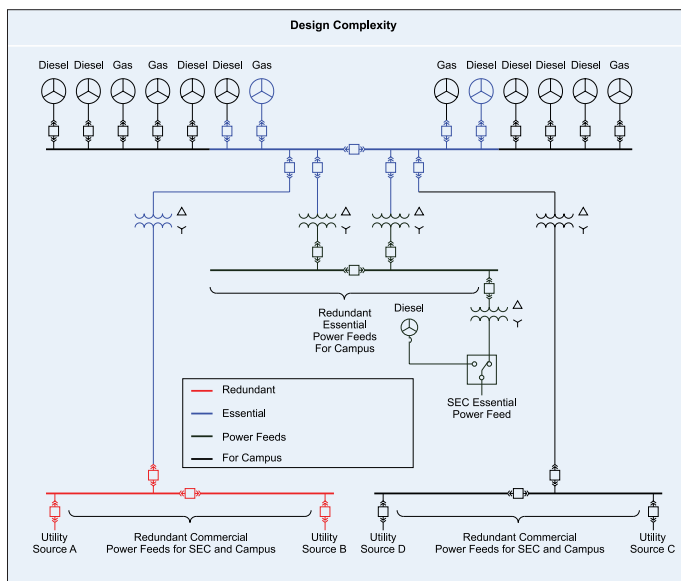 Design Complexity
Diesel Diesel Gas Gas Diesel Diesel Gas
Gas Diesel Diesel Diesel Diesel Gas
Redundant
Essential
Power Feeds
For Campus
Diesel
SEC Essential
Power Feed
Redundant
Essential
Power Feeds
For Campus
Utility
Source A
Redundant Commercial
Power Feeds for SEC and Campus
Utility
Source B
Utility
Source D
Redundant Commercial
Power Feeds for SEC and Campus
Utility
Source C